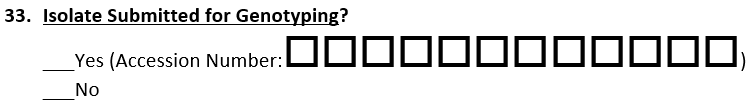 33. Isolate Submitted for Genotyping?
___Yes (Accession Number: □□□□□□□□□□□□)
___No